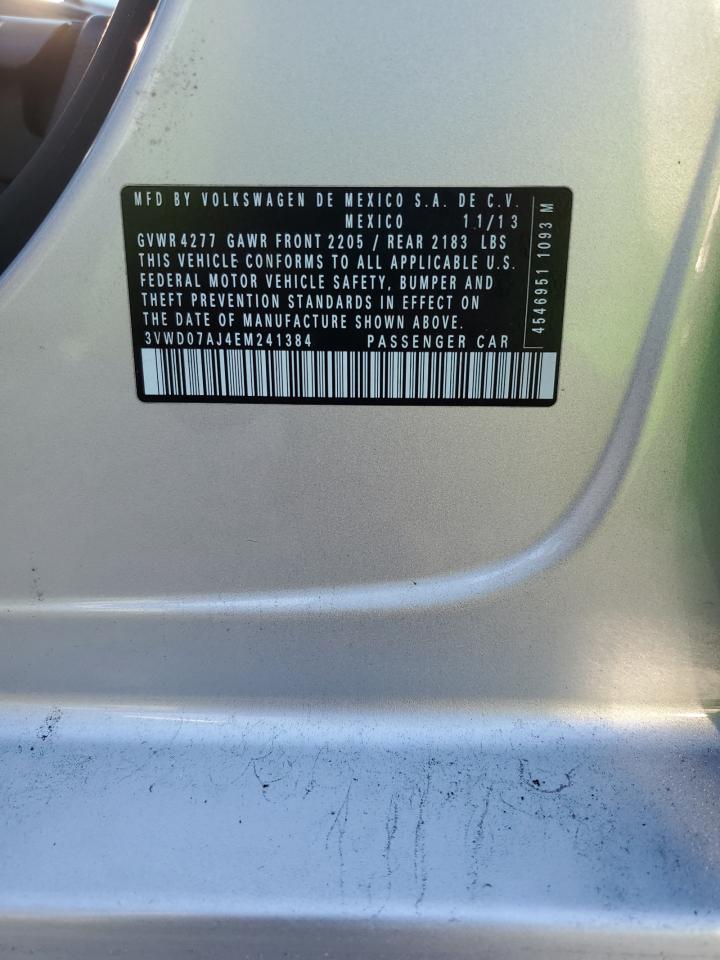 MFD BY VOLKSWAGEN DE MEXICO S.A. DE C.V.
MEXICO 11/13
GVWR 4277 GAWR FRONT 2205 / REAR 2183 LBS
THIS VEHICLE CONFORMS TO ALL APPLICABLE U.S.
FEDERAL MOTOR VEHICLE SAFETY, BUMPER AND
THEFT PREVENTION STANDARDS IN EFFECT ON
THE DATE OF MANUFACTURE SHOWN ABOVE.
3VWD07AJ4EM241384 PASSENGER CAR
4546951 1093 M